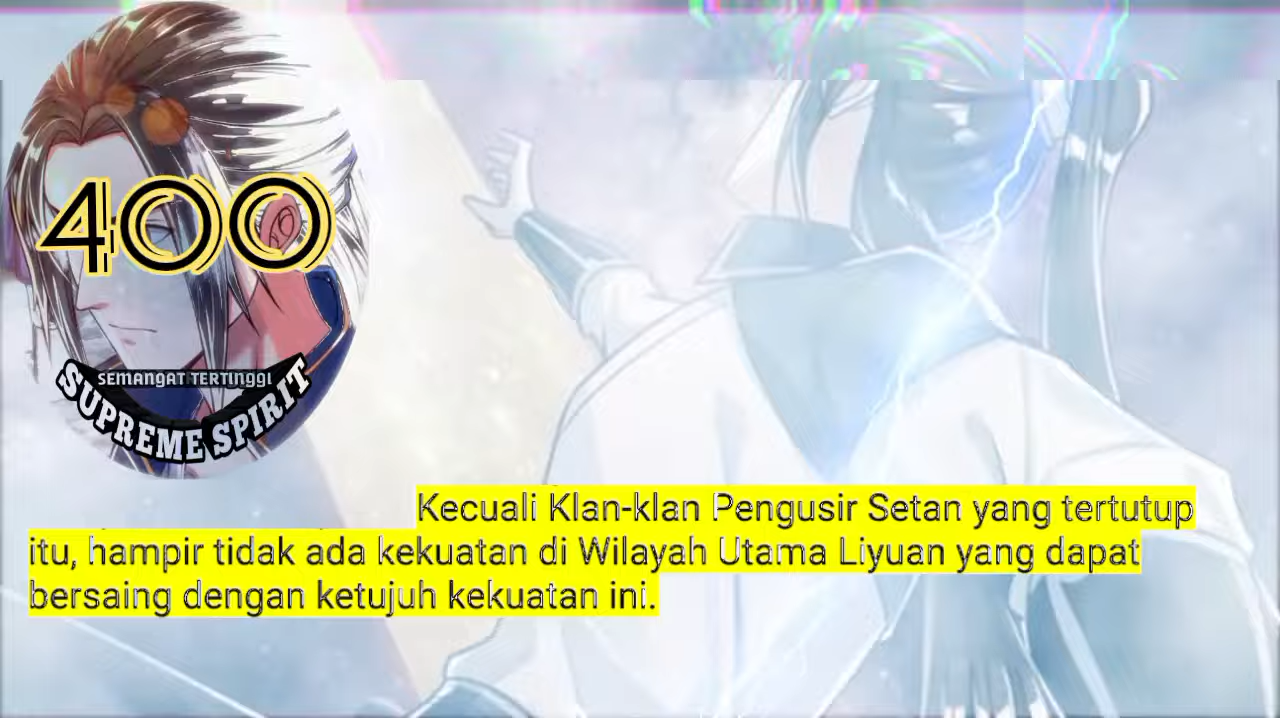 400
SEMANGAT TERTINGGI
SUPREME SPIRIT
Kecuali Klan-klan Pengusir Setan yang tertutup
itu, hampir tidak ada kekuatan di Wilayah Utama Liyuan yang dapat
bersaing dengan ketujuh kekuatan ini.